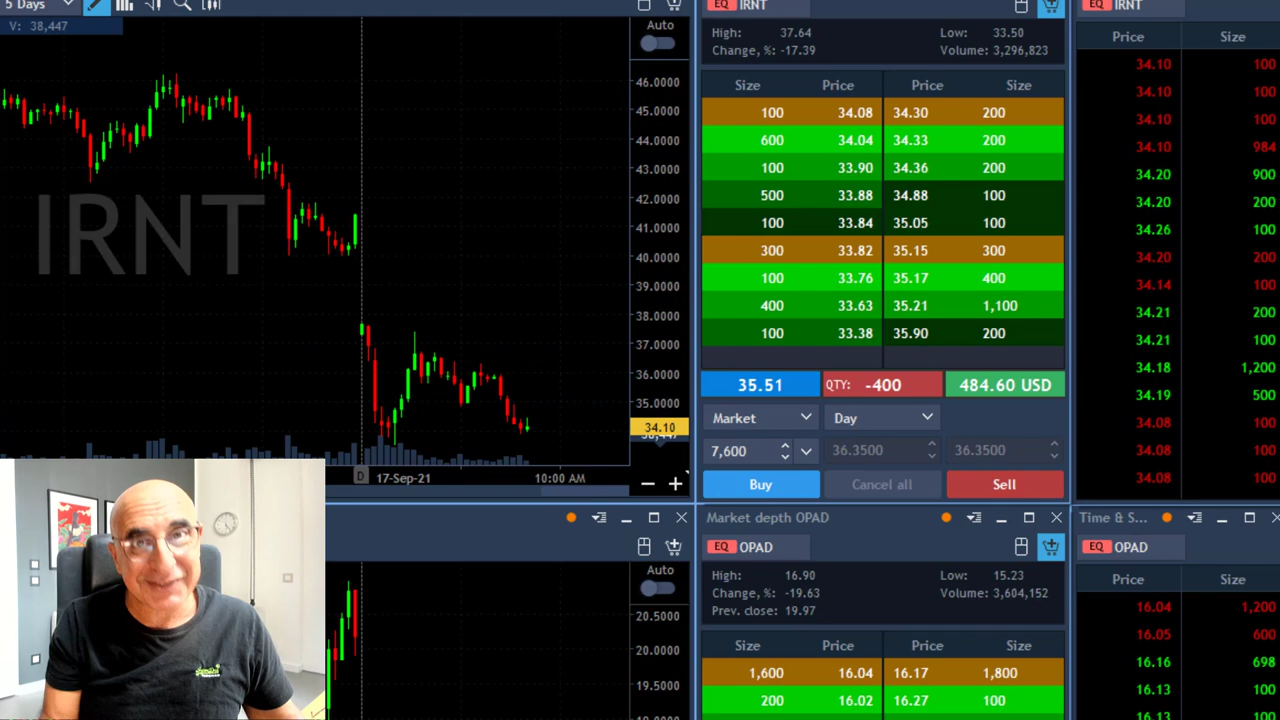 5 Days
V: 38,447
Auto
46.0000
45.0000
44.0000
43.0000
42.0000
41.0000
40.0000
39.0000
38.0000
37.0000
36.0000
35.0000
34.10
IRNT
D 17-Sep-21 10:00 AM
EQ IRNT
High: 37.64 Low: 33.50
Change, %: -17.39 Volume: 3,296,823
Size Price Price Size
100 34.08 34.30 200
600 34.04 34.33 200
100 33.90 34.36 200
500 33.88 34.88 100
100 33.84 35.05 100
300 33.82 35.15 300
100 33.76 35.17 400
400 33.63 35.21 1,100
100 33.38 35.90 200
35.51 QTY: -400 484.60 USD
Market Day
7,600 36.3500 36.3500
Buy Cancel all Sell
EQ IRNT
Price Size
34.10 100
34.10 100
34.10 100
34.10 984
34.20 900
34.20 200
34.26 100
34.20 200
34.14 100
34.21 200
34.21 100
34.18 1,200
34.19 500
34.08 100
34.08 100
34.08 100
Auto
20.5000
20.0000
19.5000
Market depth OPAD
EQ OPAD
High: 16.90 Low: 15.23
Change, %: -19.63 Volume: 3,604,152
Prev. close: 19.97
Size Price Price Size
1,600 16.04 16.17 1,800
200 16.02 16.27 100
Time & S...
EQ OPAD
Price Size
16.04 1,200
16.05 600
16.16 698
16.13 100
16.13 100